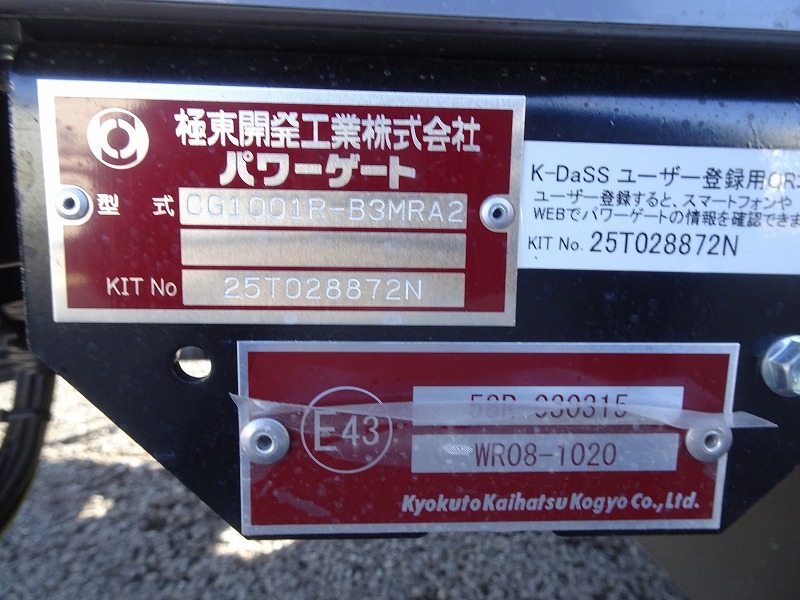 極東開発工業株式会社
パワーゲート
型 式 CG1001R-B3MRA2
KIT No 25T028872N
K-DaSS ユーザー登録用QR
ユーザー登録すると、スマートフォンや
WEBでパワーゲートの情報を確認できま
KIT No. 25T028872N
E43
58R-030315
WR08-1020
Kyokuto Kaihatsu Kogyo Co., Ltd.